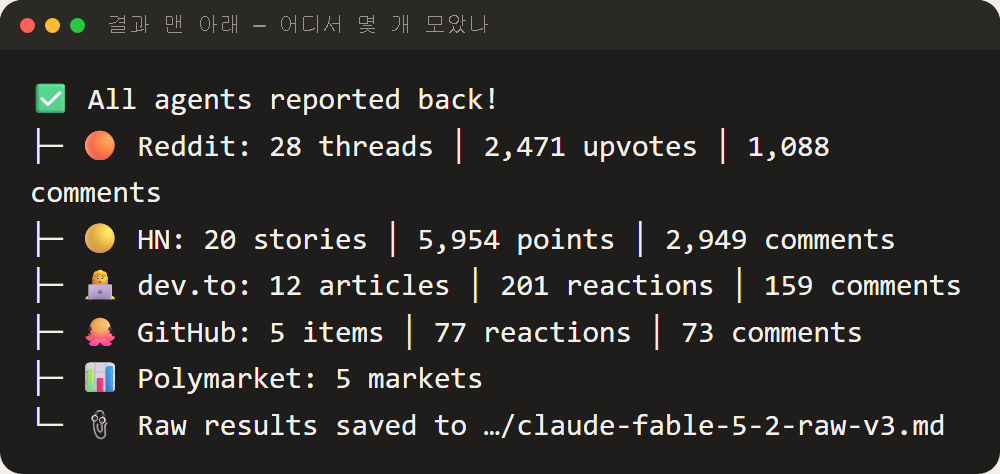 결과 맨 아래 — 어디서 몇 개 모았나
✅ All agents reported back!
├─ 🟠 Reddit: 28 threads │ 2,471 upvotes │ 1,088
comments
├─ 🟡 HN: 20 stories │ 5,954 points │ 2,949 comments
├─ 🧑‍💻 dev.to: 12 articles │ 201 reactions │ 159 comments
├─ 🐙 GitHub: 5 items │ 77 reactions │ 73 comments
├─ 📊 Polymarket: 5 markets
└─ 📎 Raw results saved to …/claude-fable-5-2-raw-v3.md